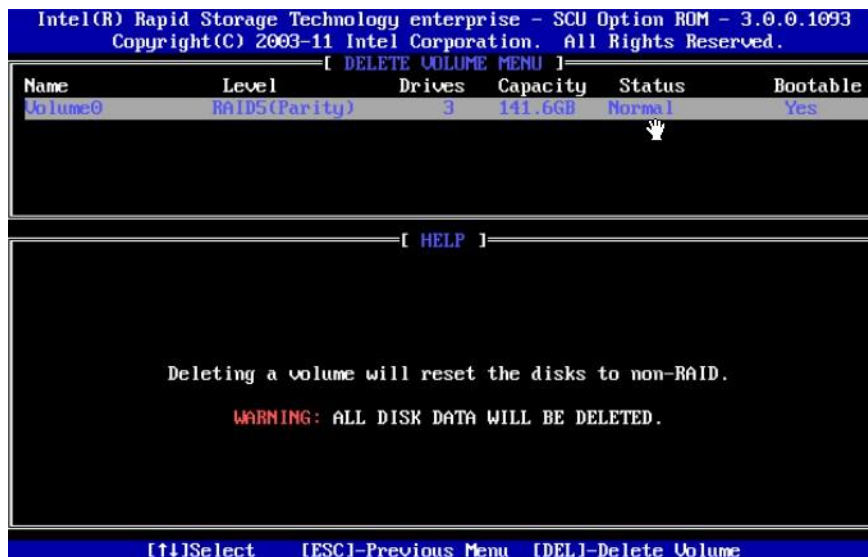 Intel(R) Rapid Storage Technology enterprise - SCU Option ROM - 3.0.0.1093
Copyright(C) 2003-11 Intel Corporation. All Rights Reserved.
[ DELETE VOLUME MENU ]
Name Level Drives Capacity Status Bootable
Volume0 RAID5(Parity) 3 141.6GB Normal Yes
[ HELP ]
Deleting a volume will reset the disks to non-RAID.
WARNING: ALL DISK DATA WILL BE DELETED.
[↑↓]Select [ESC]-Previous Menu [DEL]-Delete Volume